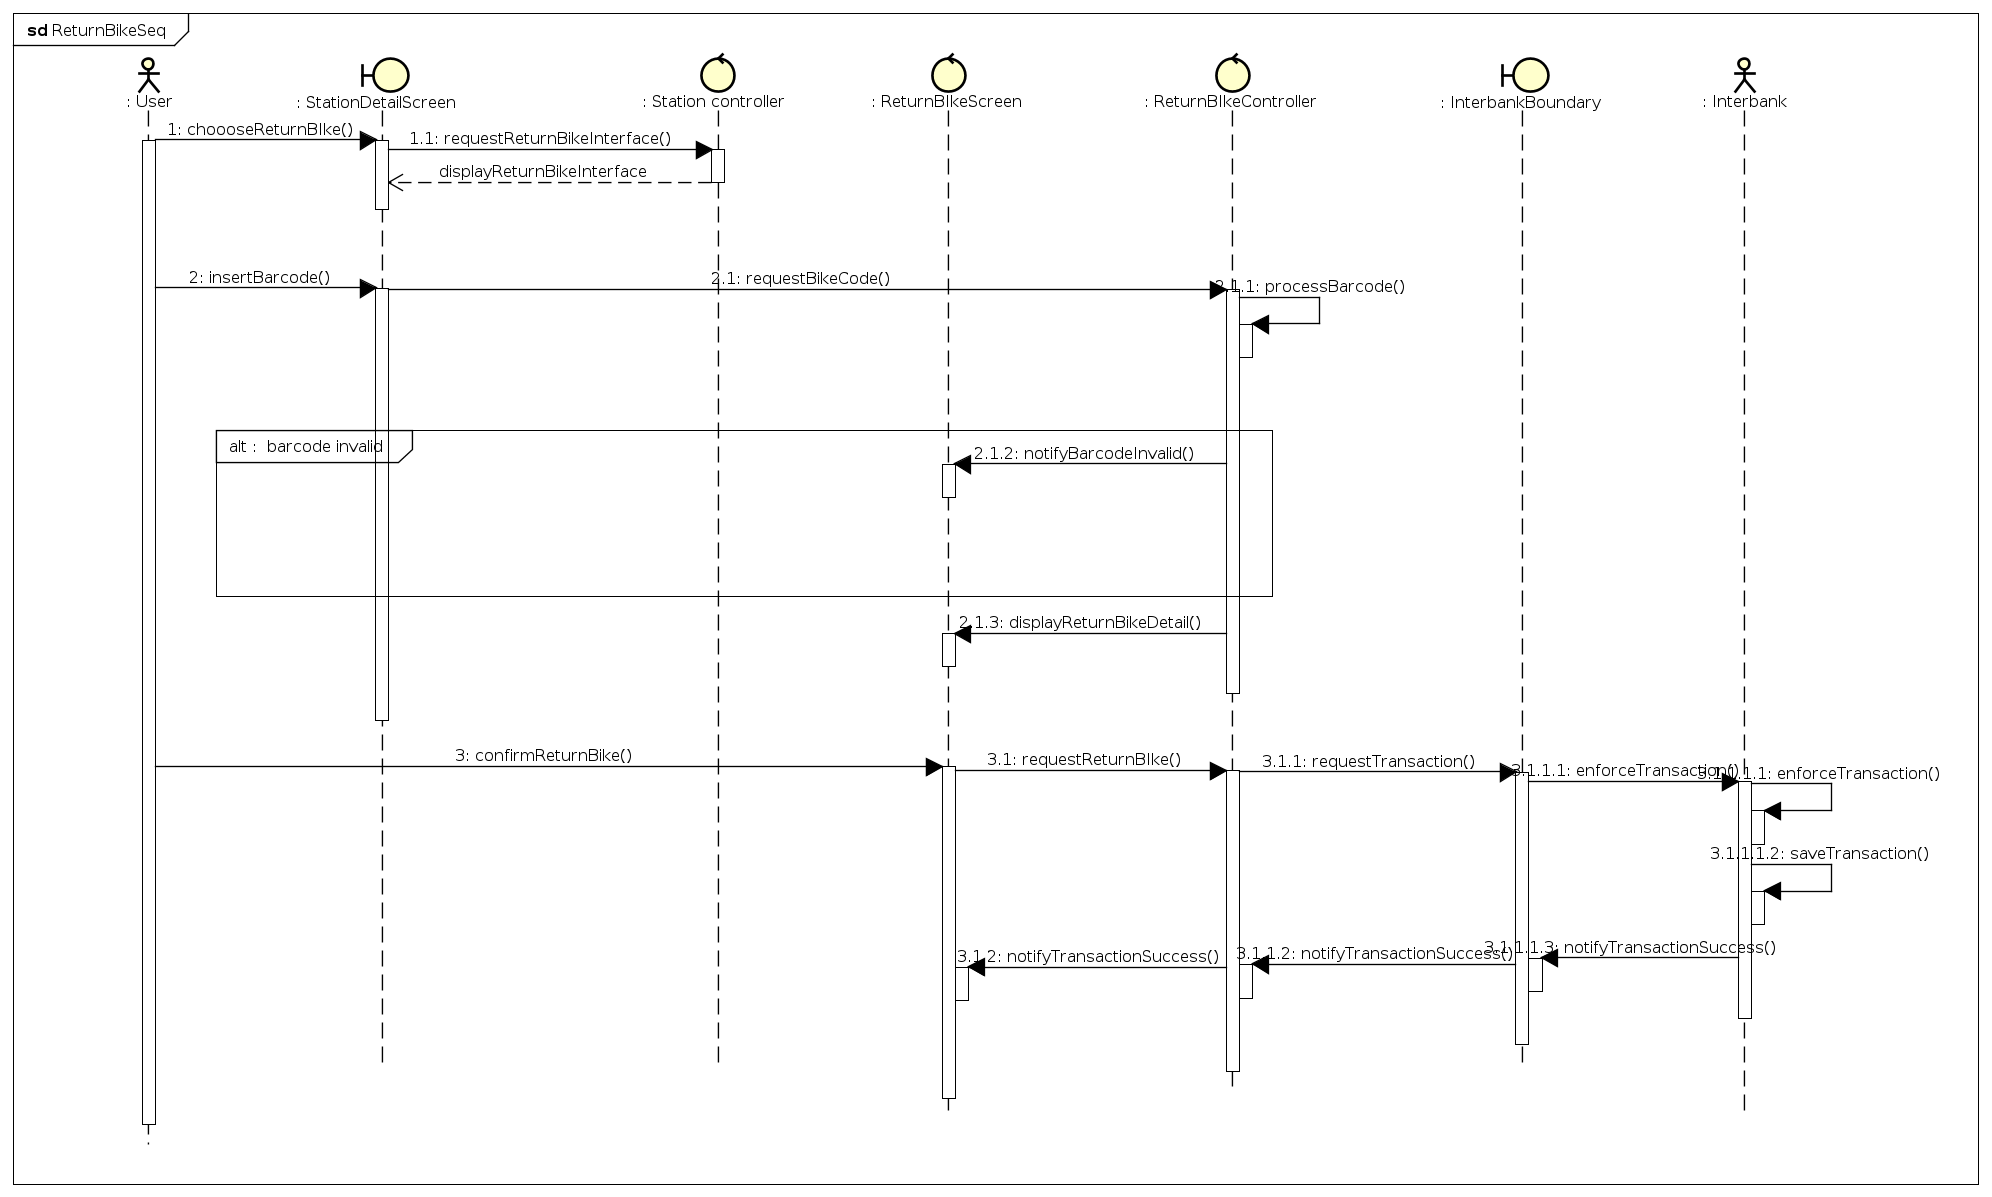 sd ReturnBikeSeq
: User
: StationDetailScreen
: Station controller
: ReturnBIkeScreen
: ReturnBIkeController
: InterbankBoundary
: Interbank
1: choooseReturnBIke()
1.1: requestReturnBikeInterface()
displayReturnBikeInterface
2: insertBarcode()
2.1: requestBikeCode()
2.1.1: processBarcode()
alt : barcode invalid
2.1.2: notifyBarcodeInvalid()
2.1.3: displayReturnBikeDetail()
3: confirmReturnBike()
3.1: requestReturnBIke()
3.1.1: requestTransaction()
3.1.1.1: enforceTransaction()
3.1.1.1.1: enforceTransaction()
3.1.1.1.2: saveTransaction()
3.1.2: notifyTransactionSuccess()
3.1.1.2: notifyTransactionSuccess()
3.1.1.1.3: notifyTransactionSuccess()